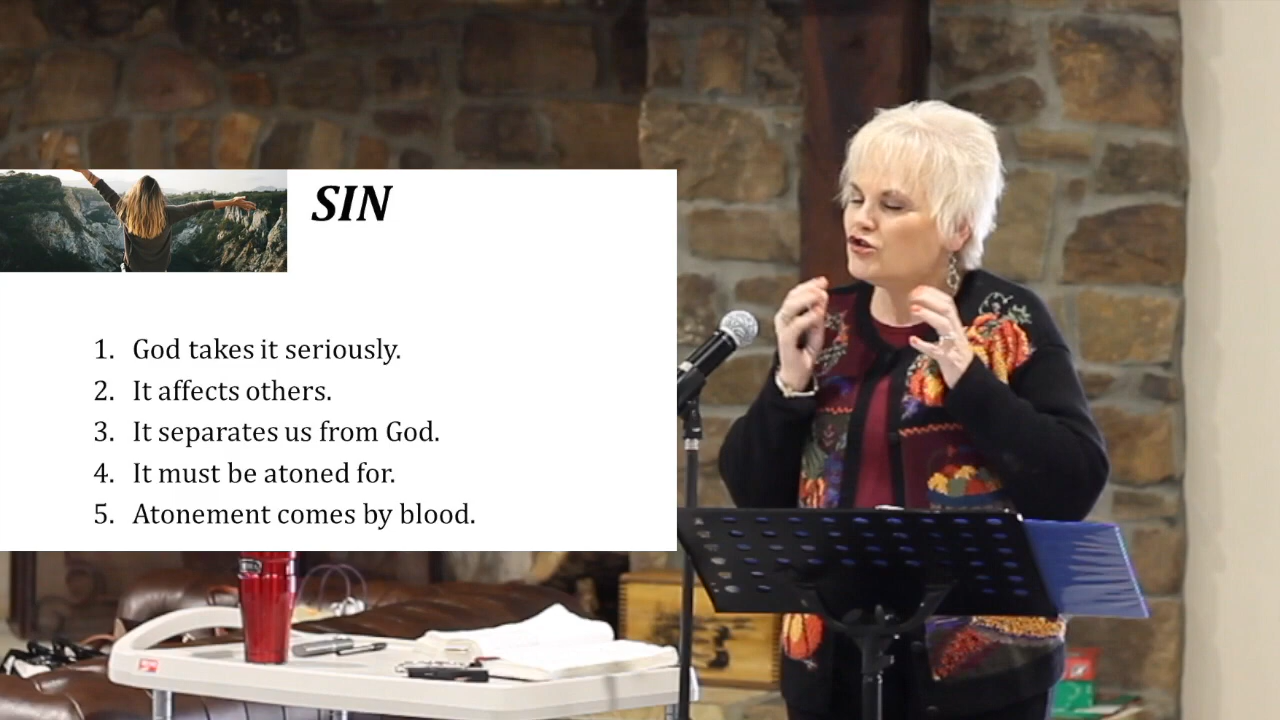 SIN
1. God takes it seriously.
2. It affects others.
3. It separates us from God.
4. It must be atoned for.
5. Atonement comes by blood.